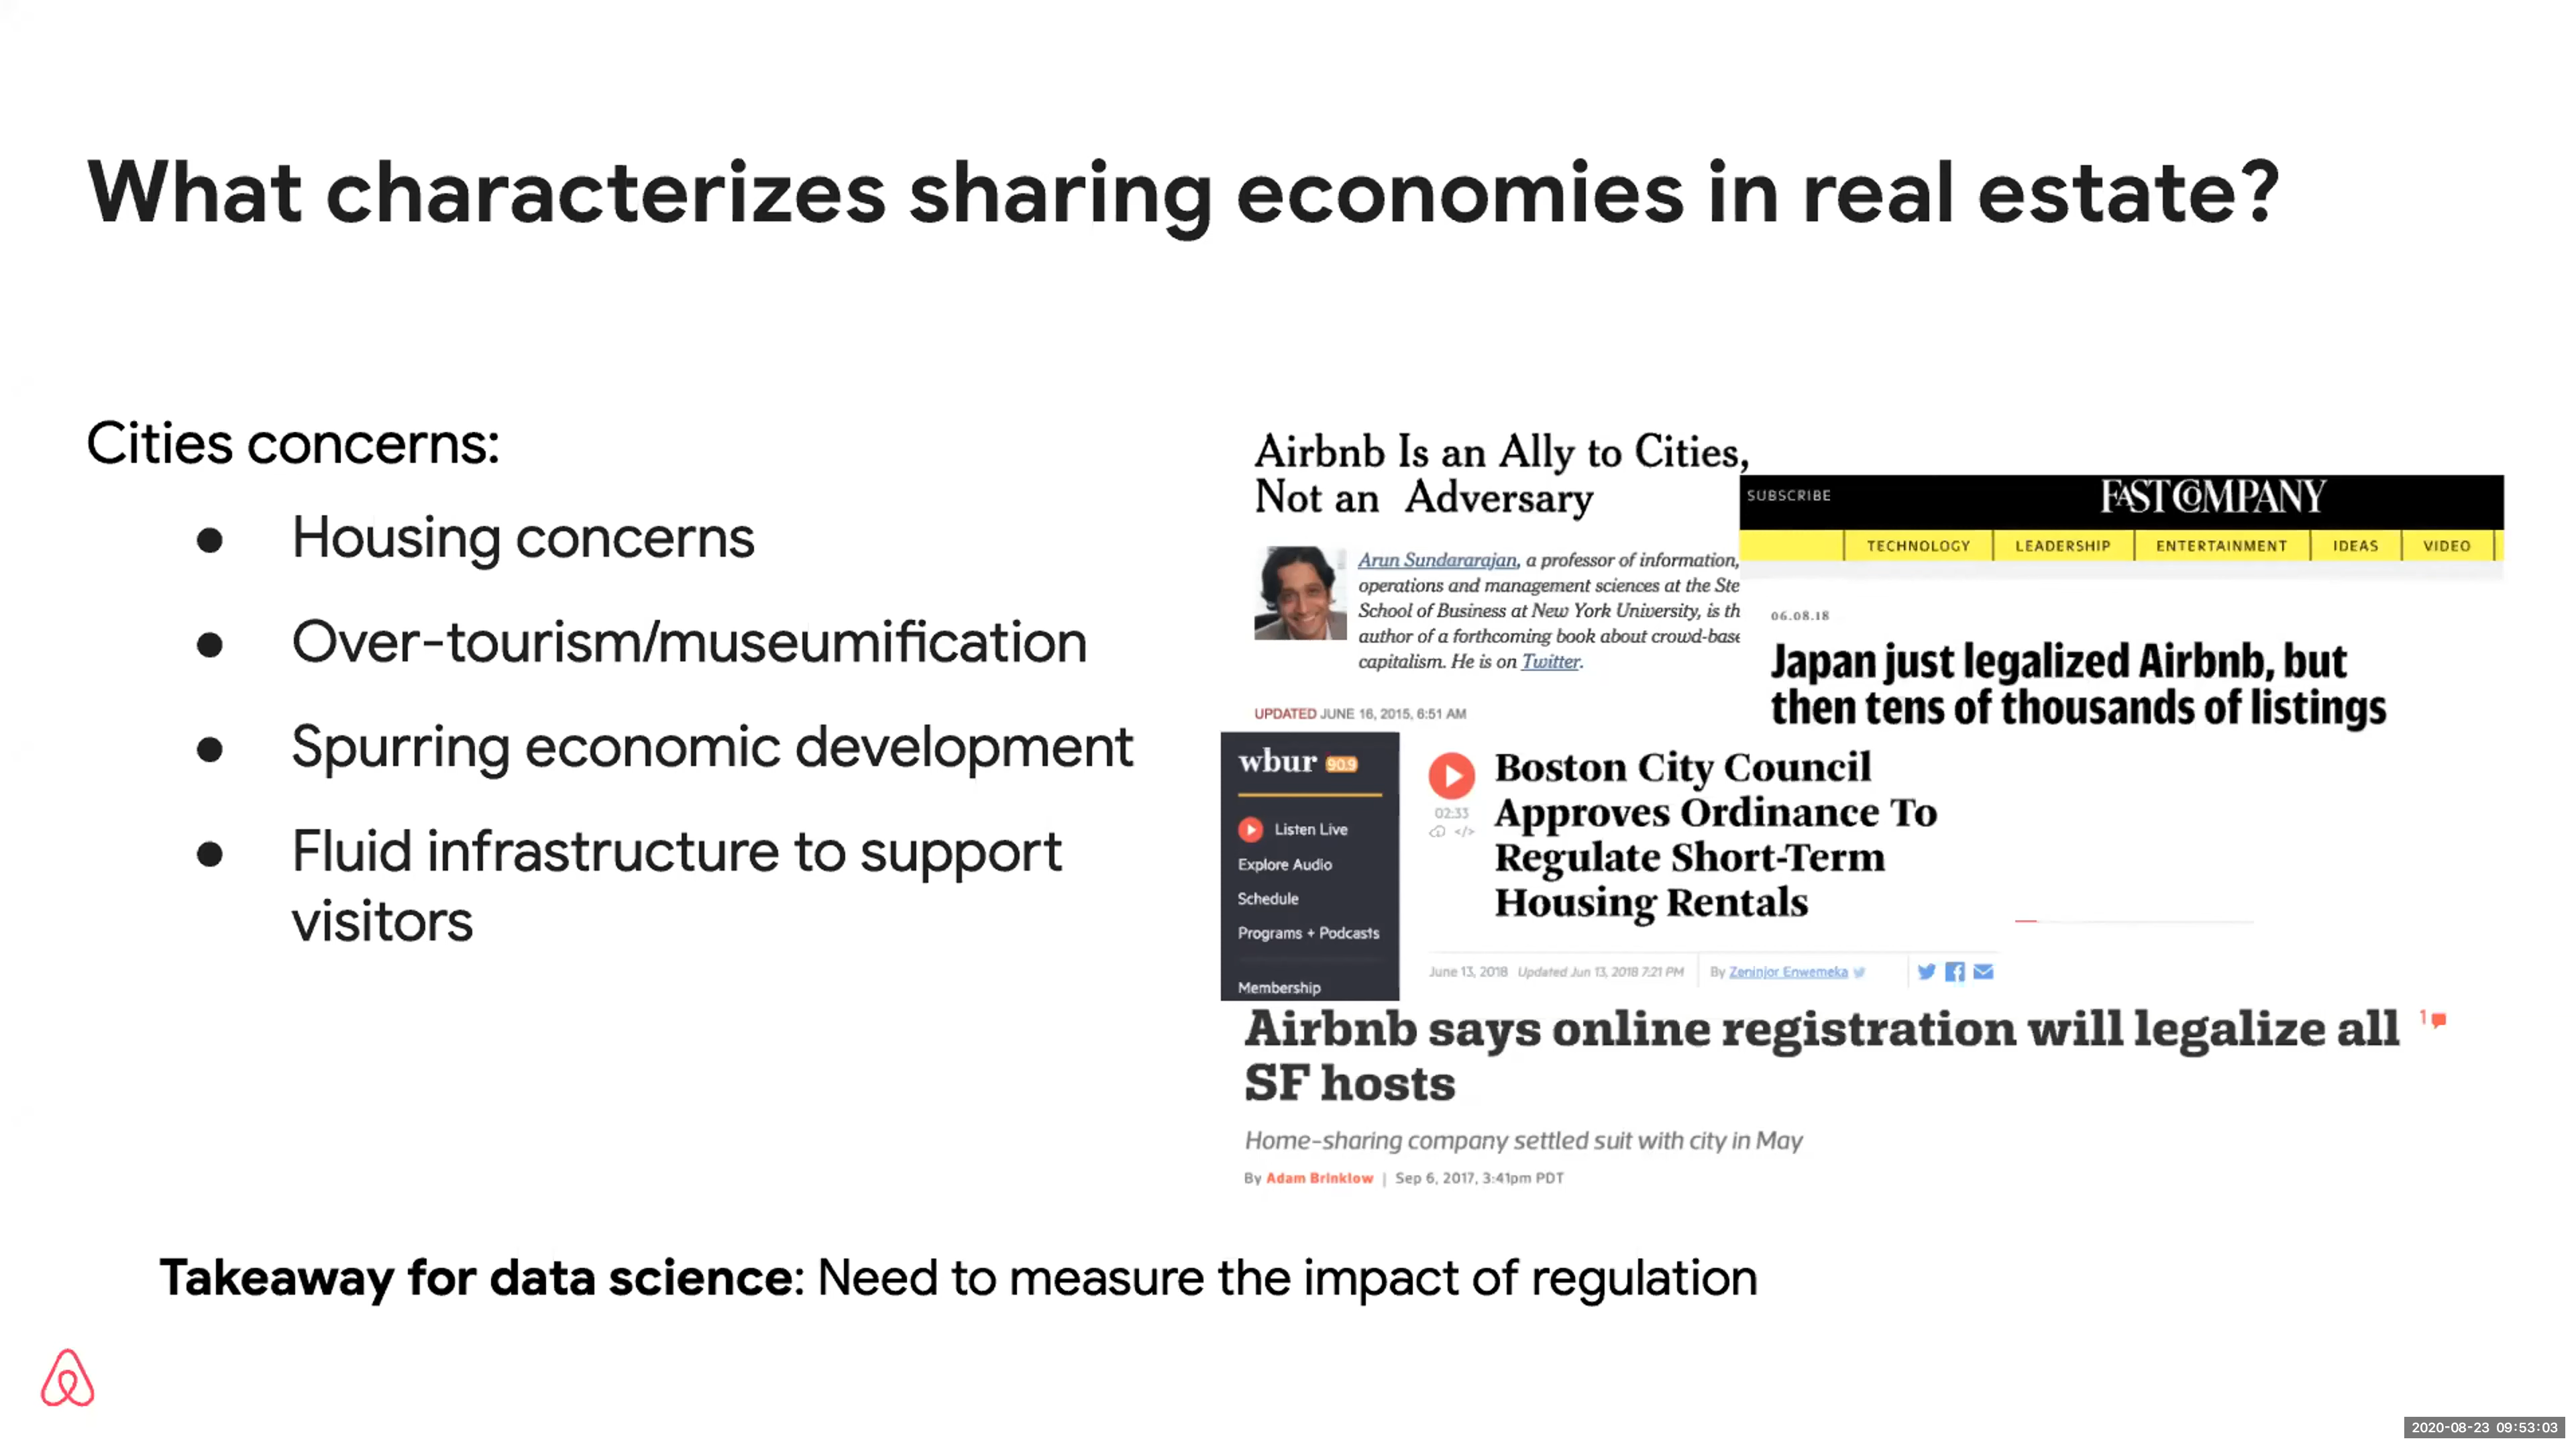 What characterizes sharing economies in real estate?
Cities concerns:
● Housing concerns
● Over-tourism/museumification
● Spurring economic development
● Fluid infrastructure to support
visitors
Airbnb Is an Ally to Cities,
Not an Adversary
Arun Sundararajan, a professor of information,
operations and management sciences at the Ste
School of Business at New York University, is th
author of a forthcoming book about crowd-base
capitalism. He is on Twitter.
UPDATED JUNE 16, 2015, 6:51 AM
SUBSCRIBE
FAST COMPANY
TECHNOLOGY LEADERSHIP ENTERTAINMENT IDEAS VIDEO
06.08.18
Japan just legalized Airbnb, but
then tens of thousands of listings
wbur 90.9
Listen Live
Explore Audio
Schedule
Programs + Podcasts
Membership
02:33
</>
Boston City Council
Approves Ordinance To
Regulate Short-Term
Housing Rentals
June 13, 2018 Updated Jun 13, 2018 7:21 PM By Zeninjor Enwemeka
Airbnb says online registration will legalize all 1
SF hosts
Home-sharing company settled suit with city in May
By Adam Brinklow | Sep 6, 2017, 3:41pm PDT
Takeaway for data science: Need to measure the impact of regulation
2020-08-23 09:53:03